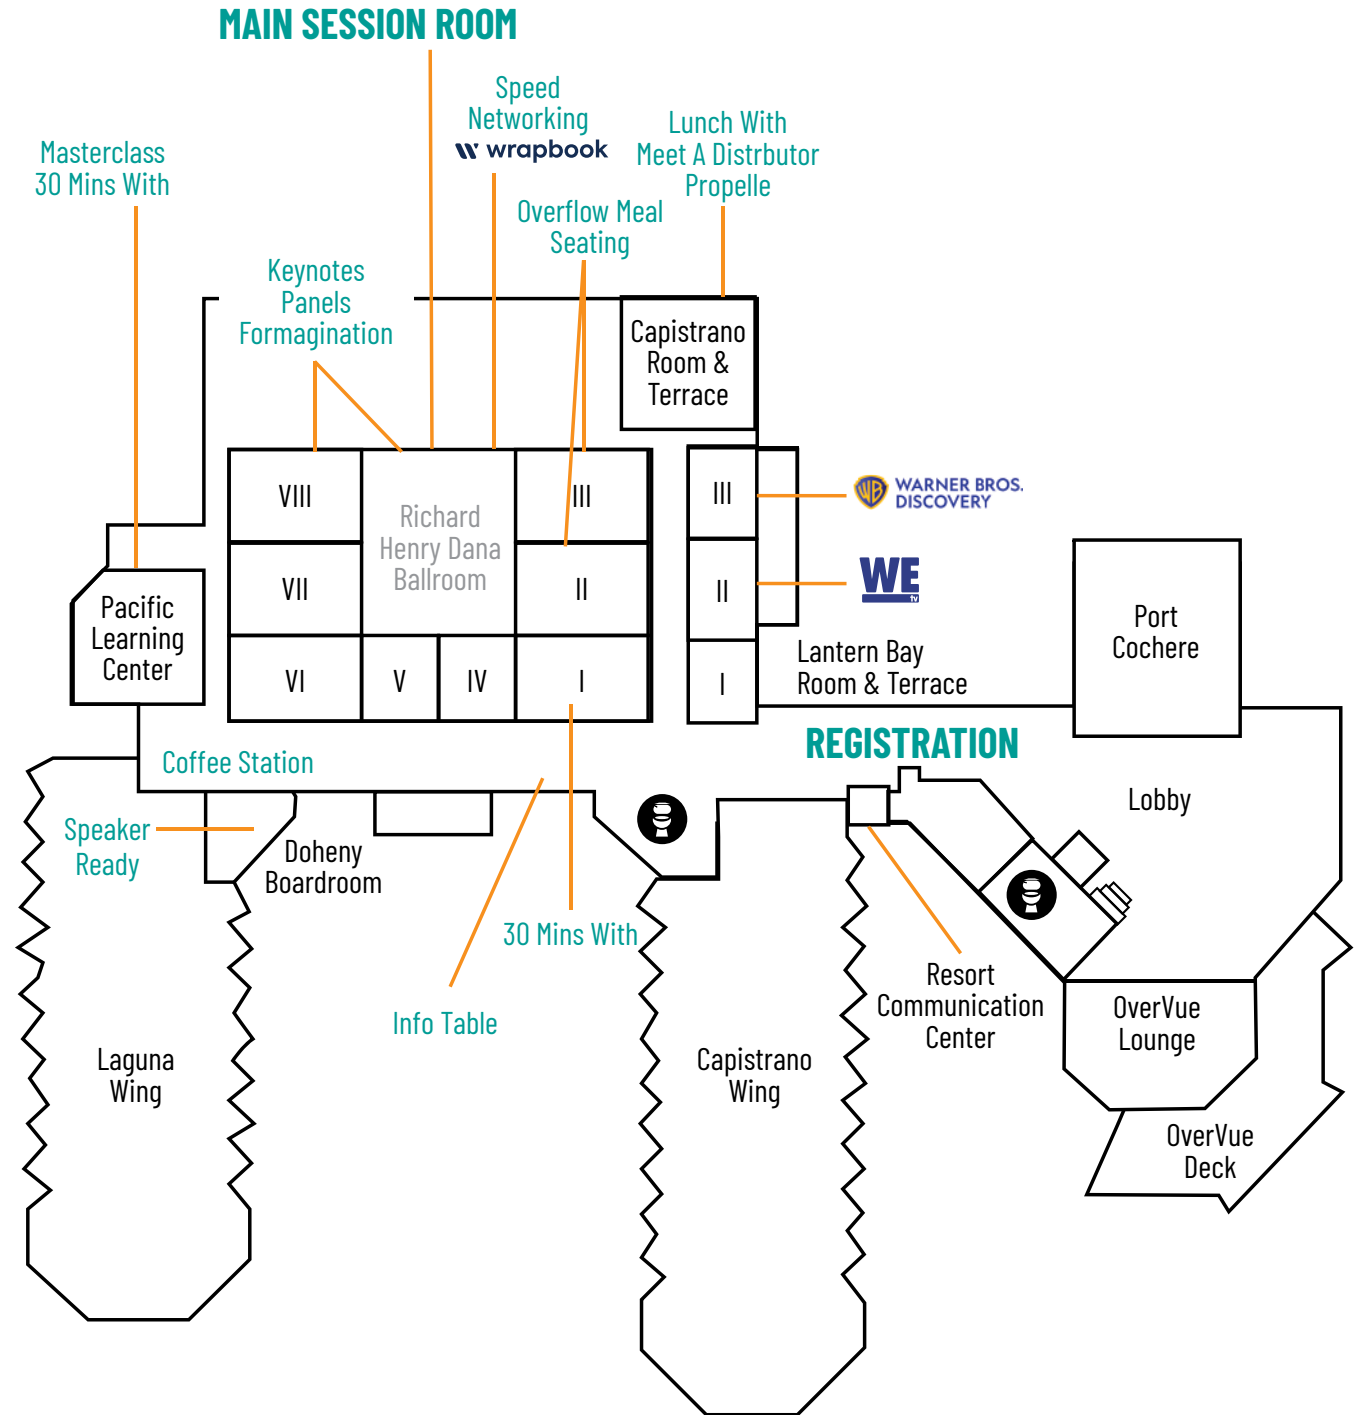 MAIN SESSION ROOM
Speed
Networking
wrapbook
Lunch With
Meet A Distrbutor
Propelle
Masterclass
30 Mins With
Overflow Meal
Seating
Keynotes
Panels
Formagination
Capistrano
Room &
Terrace
VIII
Richard
Henry Dana
Ballroom
III
III
WARNER BROS.
DISCOVERY
VII
II
II
WE
tv
Pacific
Learning
Center
VI
V
IV
I
I
Lantern Bay
Room & Terrace
Port
Cochere
REGISTRATION
Coffee Station
Lobby
Speaker
Ready
Doheny
Boardroom
30 Mins With
Info Table
Resort
Communication
Center
OverVue
Lounge
Laguna
Wing
Capistrano
Wing
OverVue
Deck